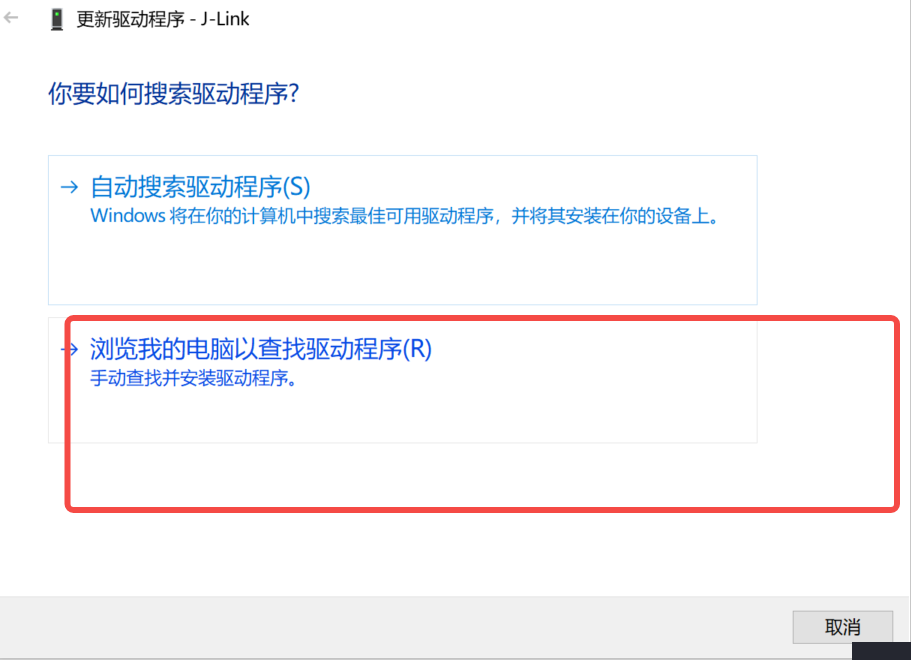 更新驱动程序 - J-Link
你要如何搜索驱动程序?
自动搜索驱动程序(S)
Windows 将在你的计算机中搜索最佳可用驱动程序，并将其安装在你的设备上。
浏览我的电脑以查找驱动程序(R)
手动查找并安装驱动程序。
取消